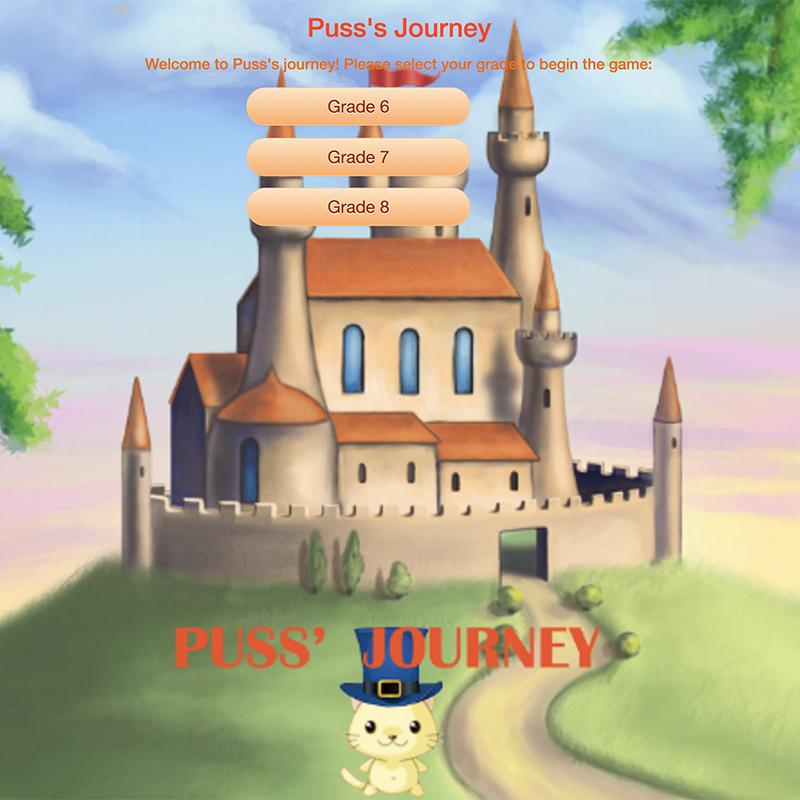 Puss's Journey
Welcome to Puss's journey! Please select your grade to begin the game:
Grade 6
Grade 7
Grade 8
PUSS' JOURNEY